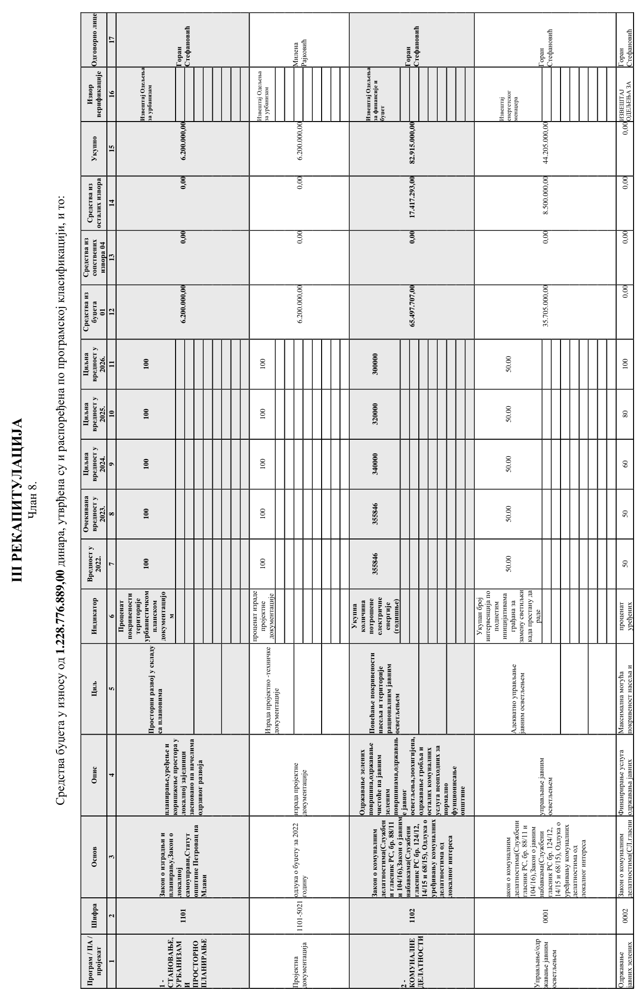 III РЕКАПИТУЛАЦИЈА
Члан 8.
Средства буџета у износу од 1.228.776.889,00 динара, утврђена су и распоређена по програмској класификацији, и то:
Програм / ПА /
пројекат
Шифра
Основ
Опис
Циљ
Индикатор
Вредност у
2022.
Очекивана
вредност у
2023.
Циљна
вредност у
2024.
Циљна
вредност у
2025.
Циљна
вредност у
2026.
Средства из
буџета
01
Средства из
сопствених
извора 04
Средства из
осталих извора
Укупно
Извор
верификације
Одговорно лице
1
2
3
4
5
6
7
8
9
10
11
12
13
14
15
16
17
1 -
СТАНОВАЊЕ,
УРБАНИЗАМ
И
ПРОСТОРНО
ПЛАНИРАЊЕ
1101
Закон о изградњи и
планирању,Закон о
локалној
самоуправи,Статут
општине Петровац на
Млави
планирање,уређење и
коришжење простора у
локалној заједници
засновано на начелима
одрзивог развоја
Просторни развој у складу
са плановима
Проценат
покривености
територије
урбанистичком
планском
документацијо
м
100
100
100
100
100
6.200.000,00
0,00
0,00
6.200.000,00
Извештај Одељења
за урбанизам
Горан
Стефановић
Пројектна
документација
1101-5021
одлука о буџету за 2022
годину
израда пројектне
документације
Израда пројектно -техничке
документације
проценат израде
пројектне
документације
100
100
100
100
100
6.200.000,00
0,00
0,00
6.200.000,00
Извештај Одељења
за урбанизам
Милена
Рајковић
2 -
КОМУНАЛНЕ
ДЕЛАТНОСТИ
1102
Закон о комуналним
делатностима(Службен
и гласник РС, бр. 88/11
и 104/16),Закон о јавним
набавкама(Службени
гласник РС бр. 124/12,
14/15 и 68/15), Одлука о
уређивању комуналних
делатностима од
локалног интереса
Одржавање зелених
површина,одржавање
чистоће на јавним
зеленим
површинама,одржавањ
е јавног
осветљења,зоохигијена,
одржавање гробља и
осталих комуналних
услуга неопходних за
нормално
фунционисање
општине
Повећање покривености
насеља и територије
рационалним јавним
осветљењем
Укупна
количина
потрошене
електричне
енергије
(годишње)
355846
355846
340000
320000
300000
65.497.707,00
0,00
17.417.293,00
82.915.000,00
Извештај Одељења
за финансије и
буџет
Горан
Стефановић
Управљање/одр
жавање јавним
осветљењем
0001
акон о комуналним
делатностима(Службени
гласник РС, бр. 88/11 и
104/16),Закон о јавним
набавкама(Службени
гласник РС бр. 124/12,
14/15 и 68/15), Одлука о
уређивању комуналних
делатностима од
локалног интереса
управљање јавним
осветљењем
Адекватно управљање
јавним осветљењем
Укупан број
интервенција по
поднетим
иницијативама
грађана за
замену светиљки
када престану да
раде
50.00
50.00
50.00
50.00
50.00
35.705.000,00
0,00
8.500.000,00
44.205.000,00
Извештај
енергетског
менаџера
Горан
Стефановић
Одржавање
јавних зелених
0002
Закон о комуналним
делатностима(СЛ.гласни
Финанрирање услуга
одржавања јавних
Максимална могућа
покривеност насеља и
проценат
уређених
50
50
60
80
100
0,00
0,00
0,00
0,00
ИЗВЕШТАЈ
ОДЕЉЕЊА ЗА
Горан
Стефановић